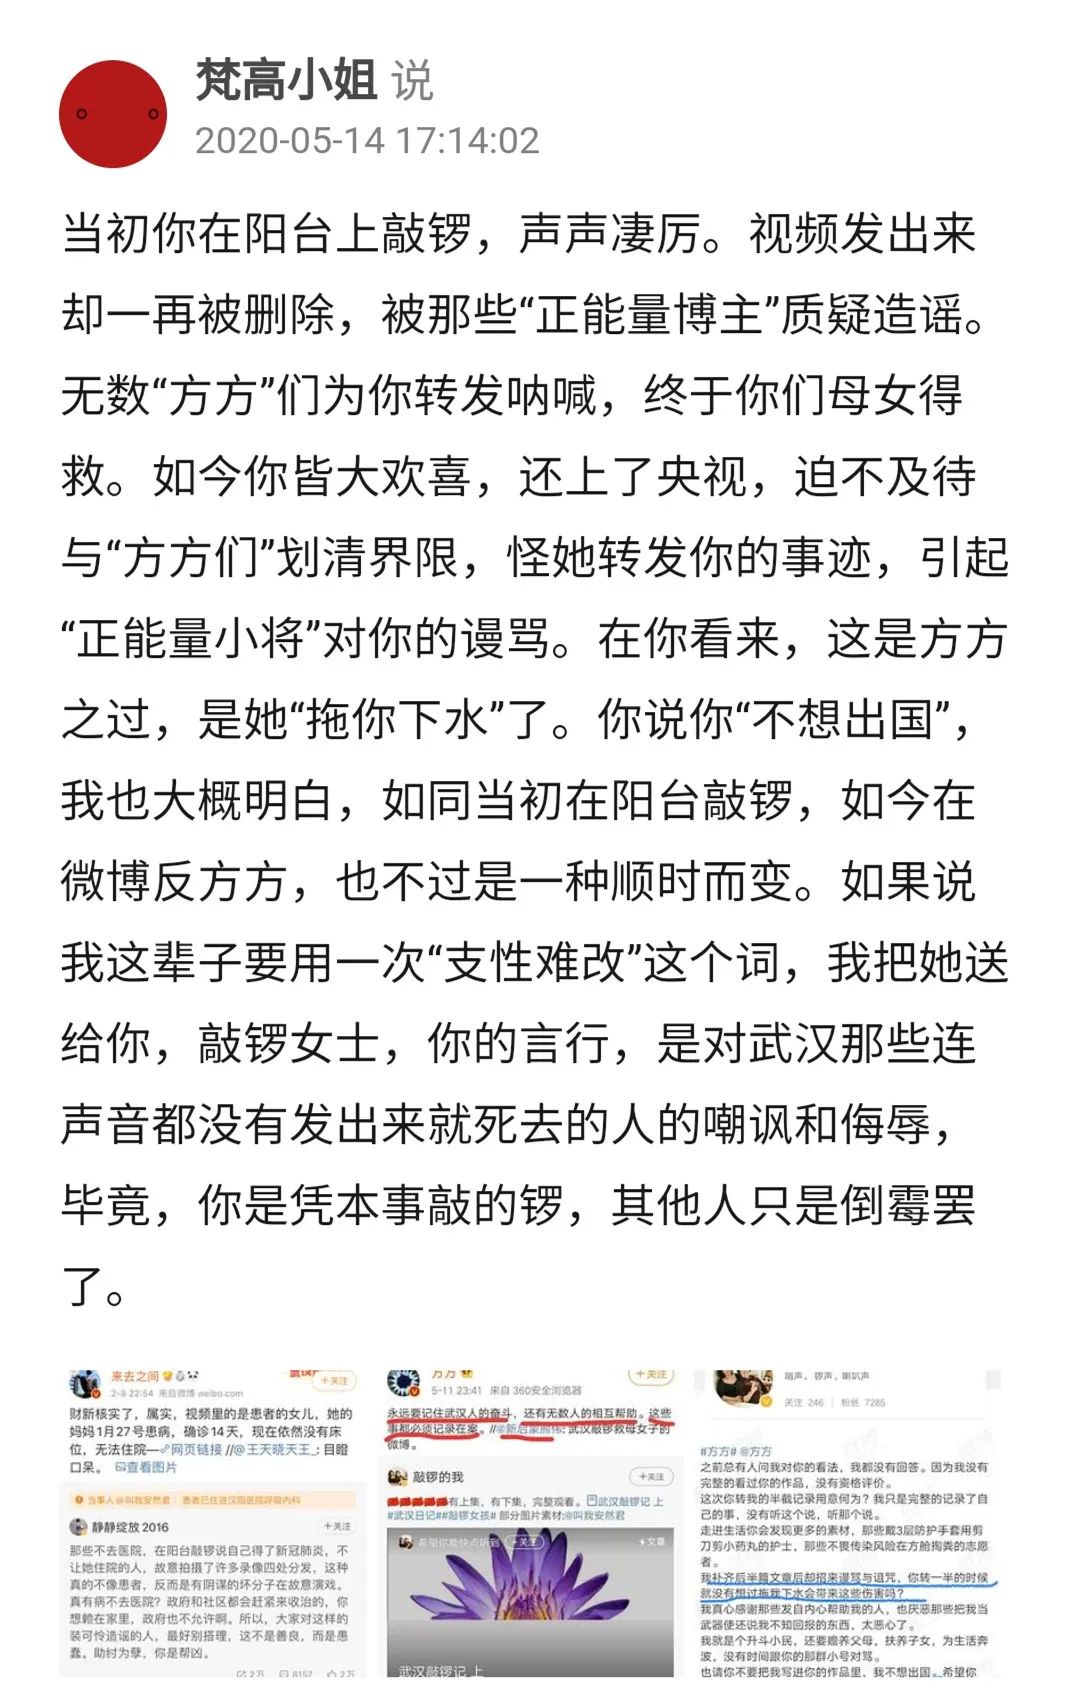 梵高小姐 说
2020-05-14 17:14:02
当初你在阳台上敲锣，声声凄厉。视频发出来
却一再被删除，被那些“正能量博主”质疑造谣。
无数“方方”们为你转发呐喊，终于你们母女得
救。如今你皆大欢喜，还上了央视，迫不及待
与“方方们”划清界限，怪她转发你的事迹，引起
“正能量小将”对你的谩骂。在你看来，这是方方
之过，是她“拖你下水”了。你说你“不想出国”，
我也大概明白，如同当初在阳台敲锣，如今在
微博反方方，也不过是一种顺时而变。如果说
我这辈子要用一次“支性难改”这个词，我把她送
给你，敲锣女士，你的言行，是对武汉那些连
声音都没有发出来就死去的人的嘲讽和侮辱，
毕竟，你是凭本事敲的锣，其他人只是倒霉罢
了。
来去之间
+关注
2-8 22:54 来自微博 weibo.com
财新核实了，属实，视频里的是患者的女儿，她的
妈妈1月27号患病，确诊14天，现在依然没有床
位，无法住院—网页链接//@王天晓天王_: 目瞪
口呆。 查看图片
当事人@叫我安然君：患者已住进汉阳医院呼吸内科
静静绽放 2016
+关注
那些不去医院，在阳台敲锣说自己得了新冠肺炎，不
让她住院的人，故意拍摄了许多录像四处分发，这种
真的不像患者，反而是有阴谋的坏分子在故意演戏。
真有病不去医院？政府和社区都会赶紧来收治的，你
想赖在家里，政府也不允许啊。所以，大家对这样的
装可怜造谣的人，最好别搭理，这不是善良，而是愚
蠢。助纣为孽，你是帮凶。
2万 8157 2万
方方
+关注
5-11 23:41 来自 360安全浏览器
永远要记住武汉人的奋斗，还有无数人的相互帮助。这些
事都必须记录在案。//@新启蒙熊伟: 武汉敲锣救母女子的
微博。
敲锣的我
+关注
有上集，有下集，完整观看。武汉敲锣记 上
#武汉日记##敲锣女孩# 部分图片素材:@叫我安然君
希望你能快点听到 +关注
文章
武汉敲锣记 上
哨声，锣声，喇叭声
关注 246 | 粉丝 7285
#方方# @方方
之前总有人问我对你的看法，我都没有回答。因为我没有
完整的看过你的作品，没有资格评价。
这次你转我的半截记录用意何为？我只是完整的记录了自
己的事，没有听这个说，听那个说。
走进生活你会发现更多的素材，那些戴3层防护手套用剪
刀剪小药丸的护士，那些不畏传染风险在方舱掏粪的志愿
者。
我补齐后半篇文章后却招来谩骂与诅咒，你转一半的时候
就没有想过拖我下水会带来这些伤害吗？
我真心感谢那些发自内心帮助我的人，也厌恶那些把我当
武器便还说我不知回报的东西，太恶心了。
我就是个升斗小民，还要赡养父母，扶养子女，为生活奔
波，没有时间跟你的那群小号对骂。
也请你不要把我写进你的作品里，我不想出国。希望你